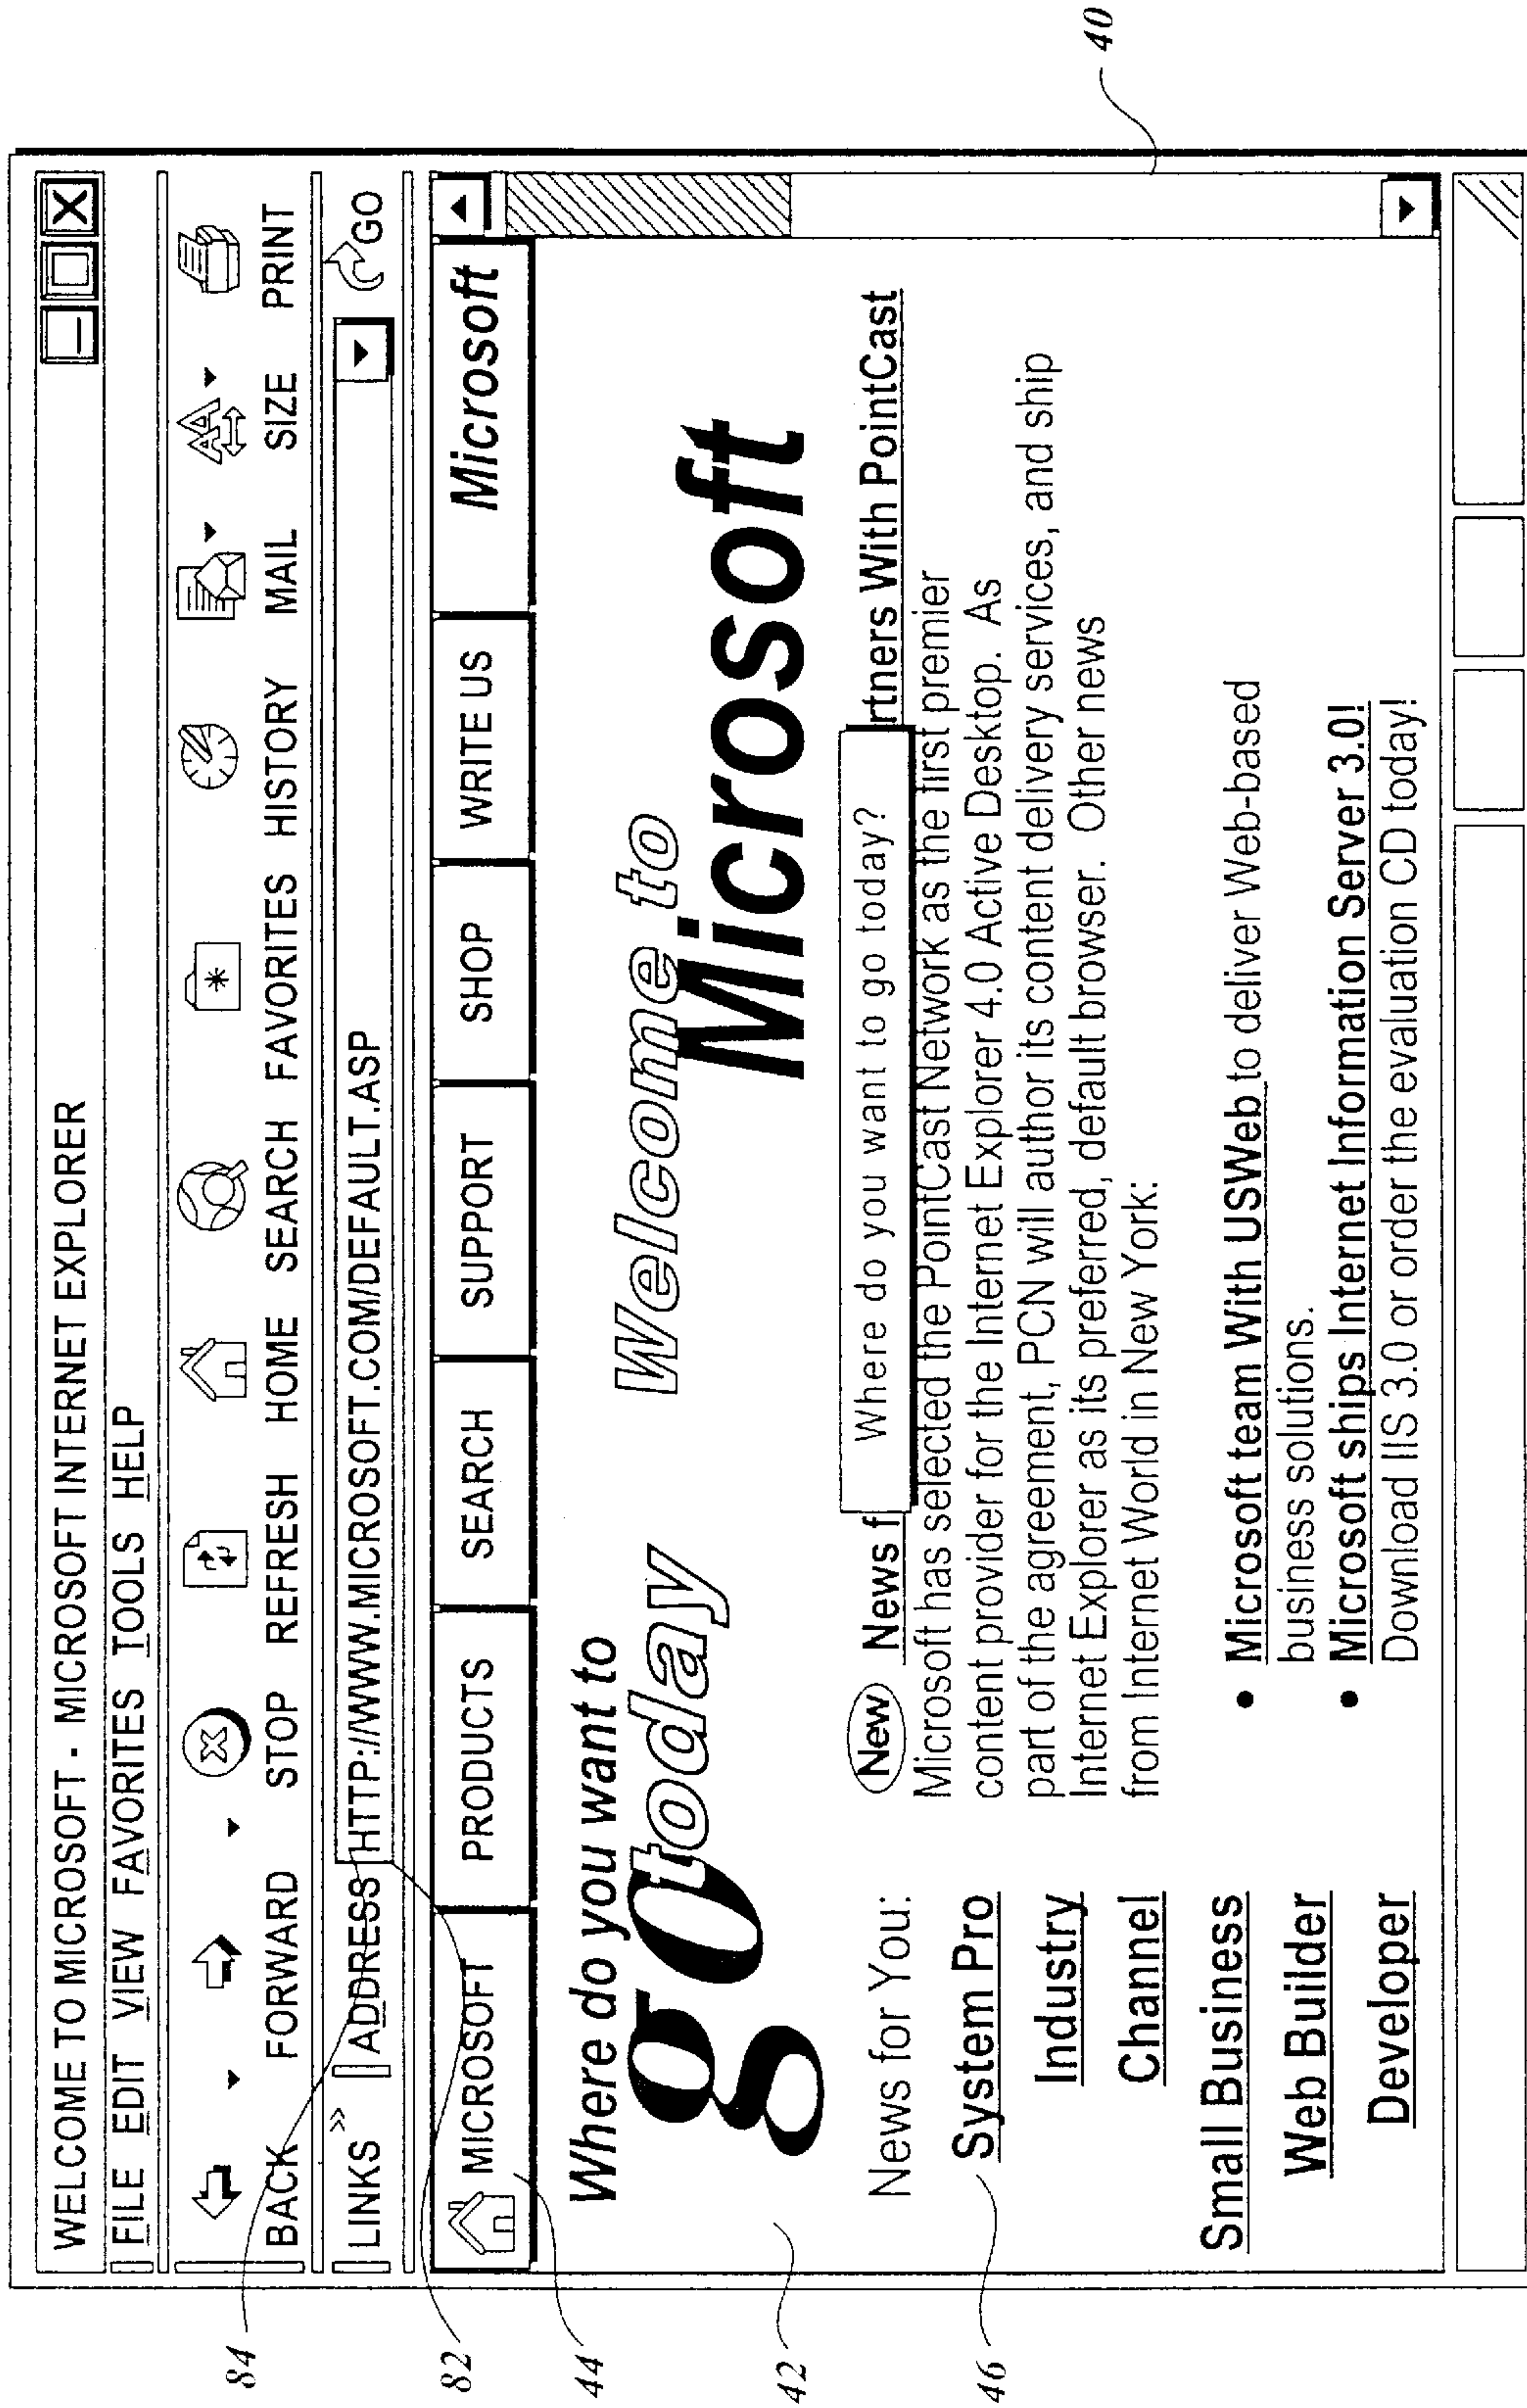 WELCOME TO MICROSOFT - MICROSOFT INTERNET EXPLORER
FILE EDIT VIEW FAVORITES TOOLS HELP
BACK FORWARD STOP REFRESH HOME SEARCH FAVORITES HISTORY MAIL SIZE PRINT
LINKS » ADDRESS HTTP://WWW.MICROSOFT.COM/DEFAULT.ASP GO
MICROSOFT PRODUCTS SEARCH SUPPORT SHOP WRITE US Microsoft
Where do you want to
go today
Welcome to
Microsoft
Where do you want to go today?
New News f rtners With PointCast
Microsoft has selected the PointCast Network as the first premier
content provider for the Internet Explorer 4.0 Active Desktop. As
part of the agreement, PCN will author its content delivery services, and ship
Internet Explorer as its preferred, default browser. Other news
from Internet World in New York:
• Microsoft team With USWeb to deliver Web-based
business solutions.
• Microsoft ships Internet Information Server 3.0!
Download IIS 3.0 or order the evaluation CD today!
News for You:
System Pro
Industry
Channel
Small Business
Web Builder
Developer
84
82
44
42
46
40